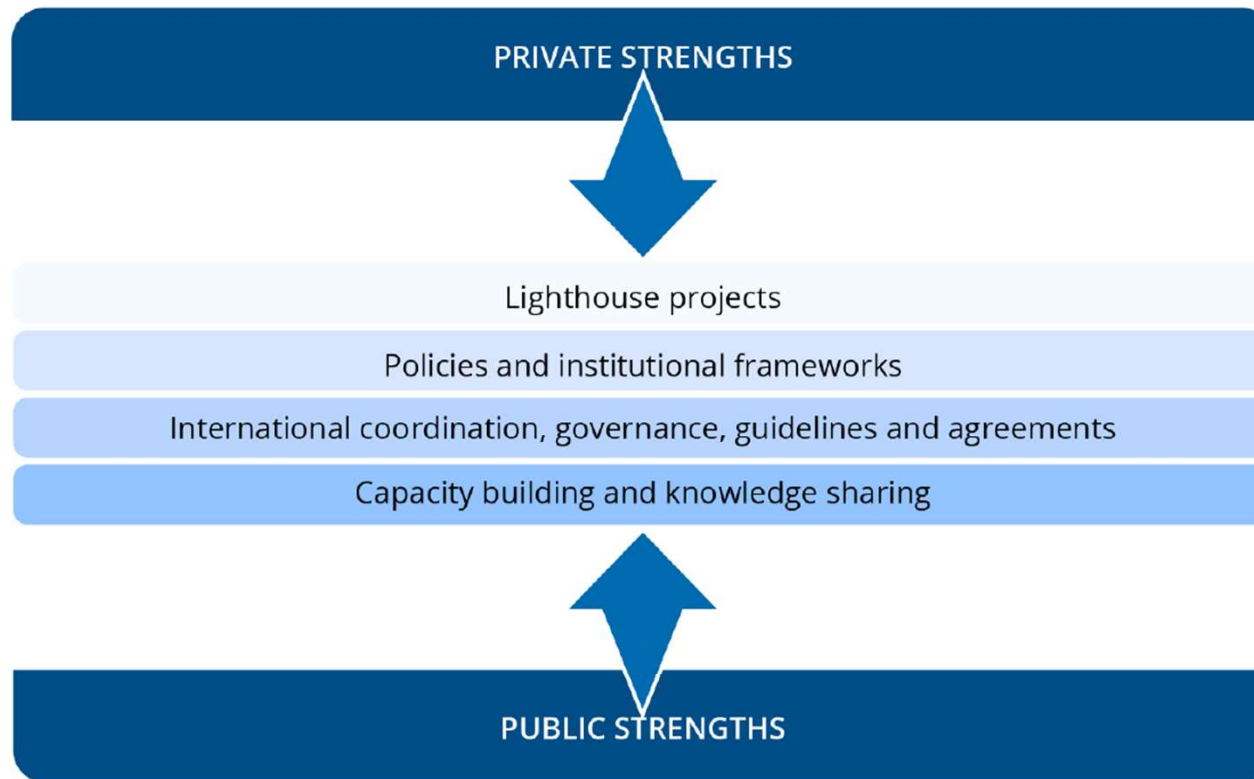 PRIVATE STRENGTHS
Lighthouse projects
Policies and institutional frameworks
International coordination, governance, guidelines and agreements
Capacity building and knowledge sharing
PUBLIC STRENGTHS